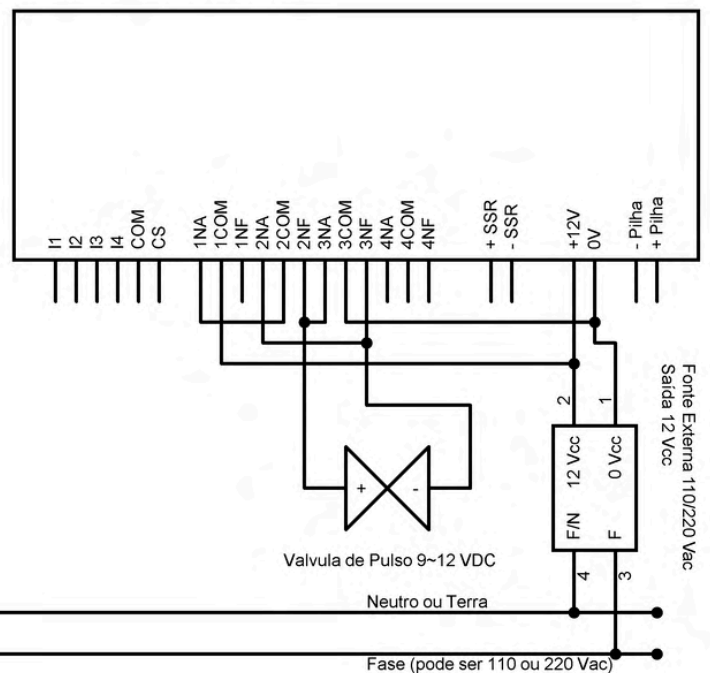 I1
I2
I3
I4
COM
CS
1NA
1COM
1NF
2NA
2COM
2NF
3NA
3COM
3NF
4NA
4COM
4NF
+ SSR
- SSR
+12V
0V
- Pilha
+ Pilha
Fonte Externa 110/220 Vac
Saída 12 Vcc
2
1
12 Vcc
0 Vcc
F/N
F
4
3
+
-
Valvula de Pulso 9~12 VDC
Neutro ou Terra
Fase (pode ser 110 ou 220 Vac)